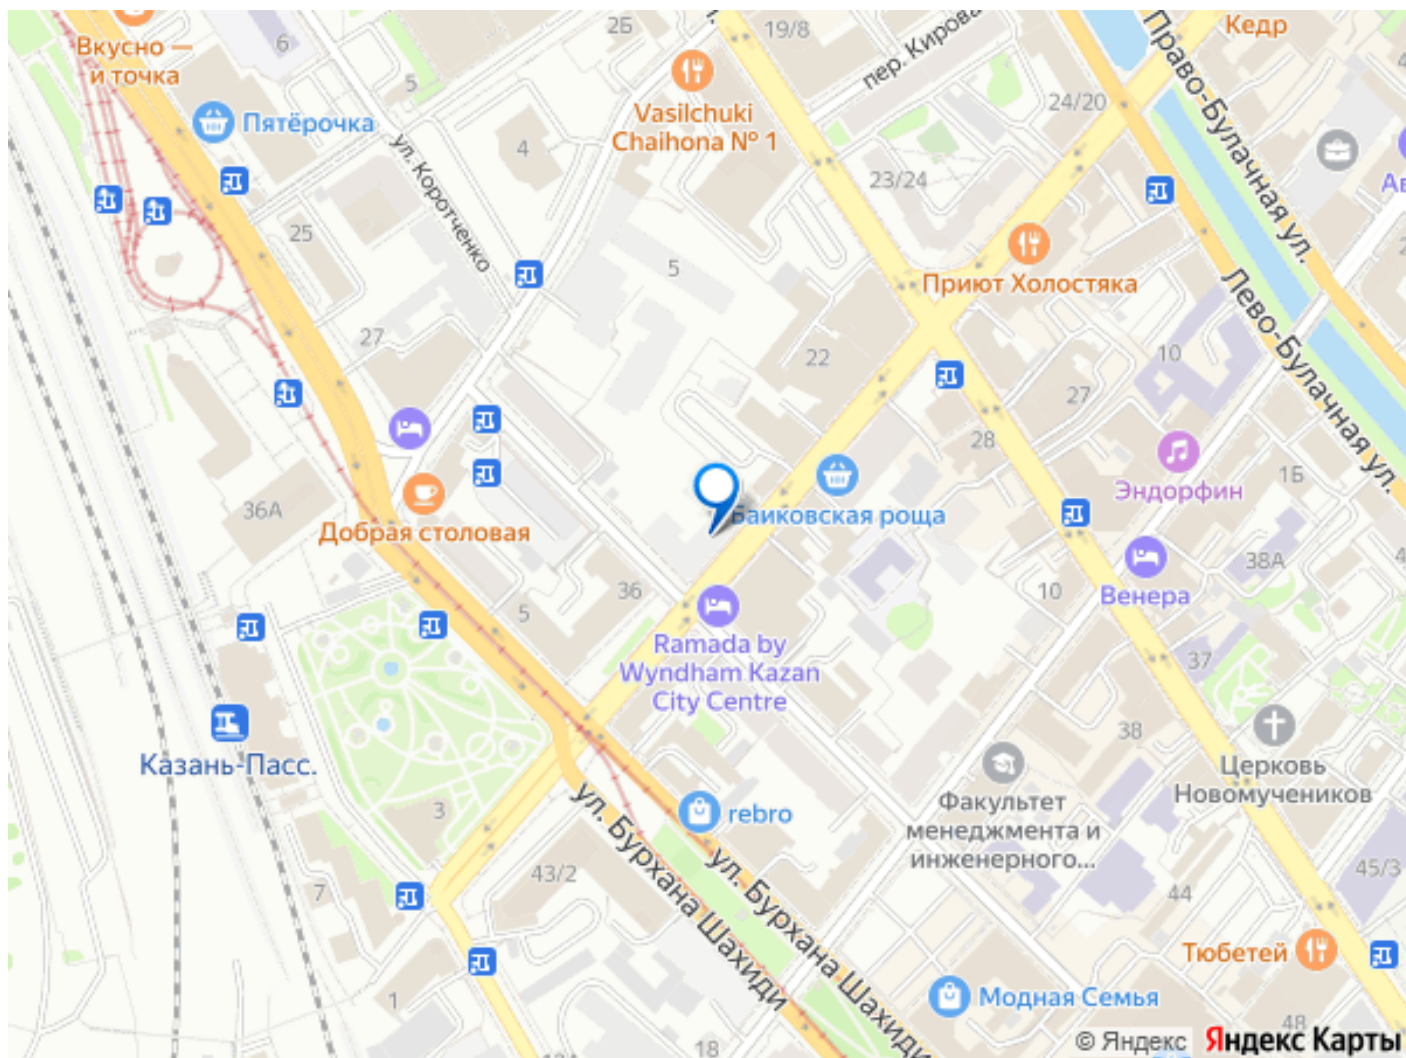 2Б
19/8
Кедр
Вкусно —
и точка
6
5
пер. Кирова
Право-Булачная ул.
24/20
Vasilchuki
Chaihona № 1
Пятёрочка
ул. Коротченко
4
23/24
25
5
Приют Холостяка
Лево-Булачная ул.
27
22
10
27
28
Эндорфин
1Б
36А
Добрая столовая
Баиковская роща
38А
36
5
10
Венера
Ramada by
Wyndham Kazan
City Centre
37
38
Казань-Пасс.
Церковь
Новомучеников
3
rebro
Факультет
менеджмента и
инженерного...
ул. Бурхана Шахиди
ул. Бурхана Шахиди
43/2
7
44
45/3
Тюбетей
1
Модная Семья
48
18
© Яндекс Яндекс Карты